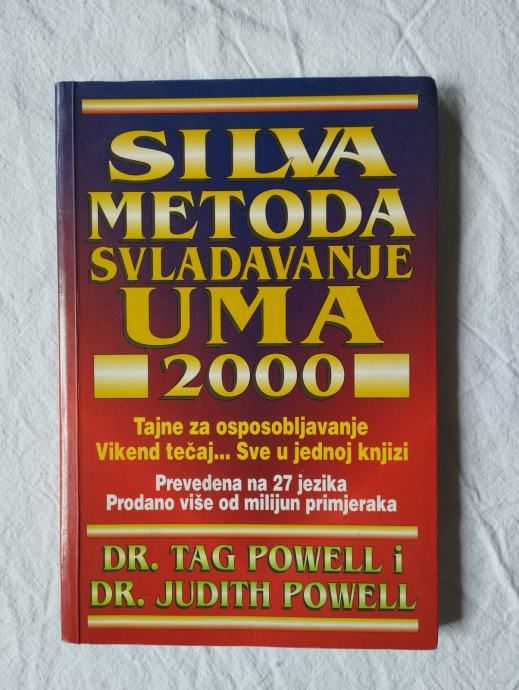 SILVA
METODA
SVLADAVANJE
UMA
2000
Tajne za osposobljavanje
Vikend tečaj... Sve u jednoj knjizi
Prevedena na 27 jezika
Prodano više od milijun primjeraka
DR. TAG POWELL i
DR. JUDITH POWELL